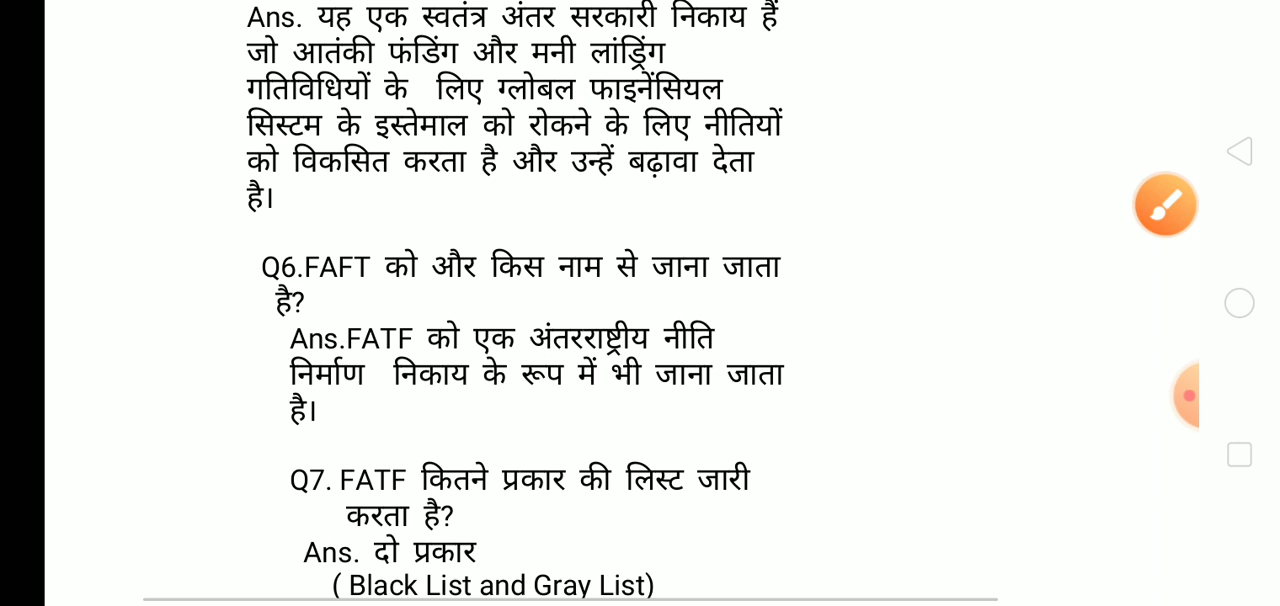 Ans. यह एक स्वतंत्र अंतर सरकारी निकाय हैं
जो आतंकी फंडिंग और मनी लांड्रिंग
गतिविधियों के लिए ग्लोबल फाइनेंसियल
सिस्टम के इस्तेमाल को रोकने के लिए नीतियों
को विकसित करता है और उन्हें बढ़ावा देता
है।
Q6.FAFT को और किस नाम से जाना जाता
है?
Ans.FATF को एक अंतरराष्ट्रीय नीति
निर्माण निकाय के रूप में भी जाना जाता
है।
Q7. FATF कितने प्रकार की लिस्ट जारी
करता है?
Ans. दो प्रकार
( Black List and Gray List)